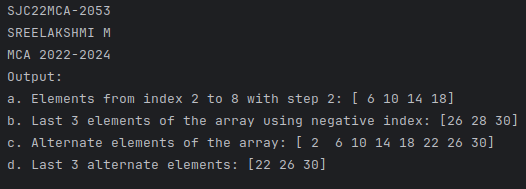 SJC22MCA-2053
SREELAKSHMI M
MCA 2022-2024
Output:
a. Elements from index 2 to 8 with step 2: [ 6 10 14 18]
b. Last 3 elements of the array using negative index: [26 28 30]
c. Alternate elements of the array: [ 2  6 10 14 18 22 26 30]
d. Last 3 alternate elements: [22 26 30]